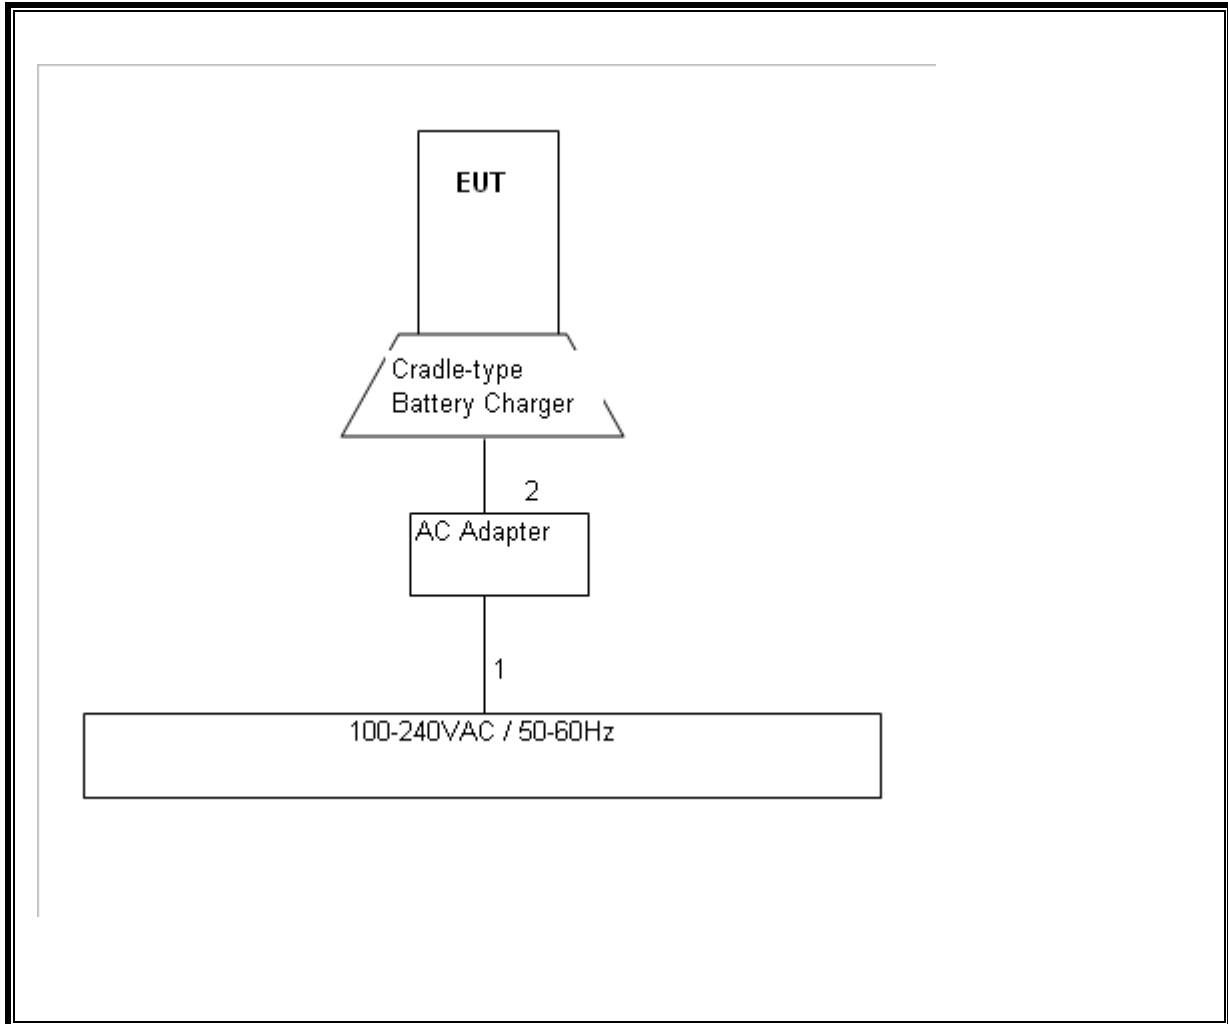 EUT
Cradle-type
Battery Charger
2
AC Adapter
1
100-240VAC / 50-60Hz